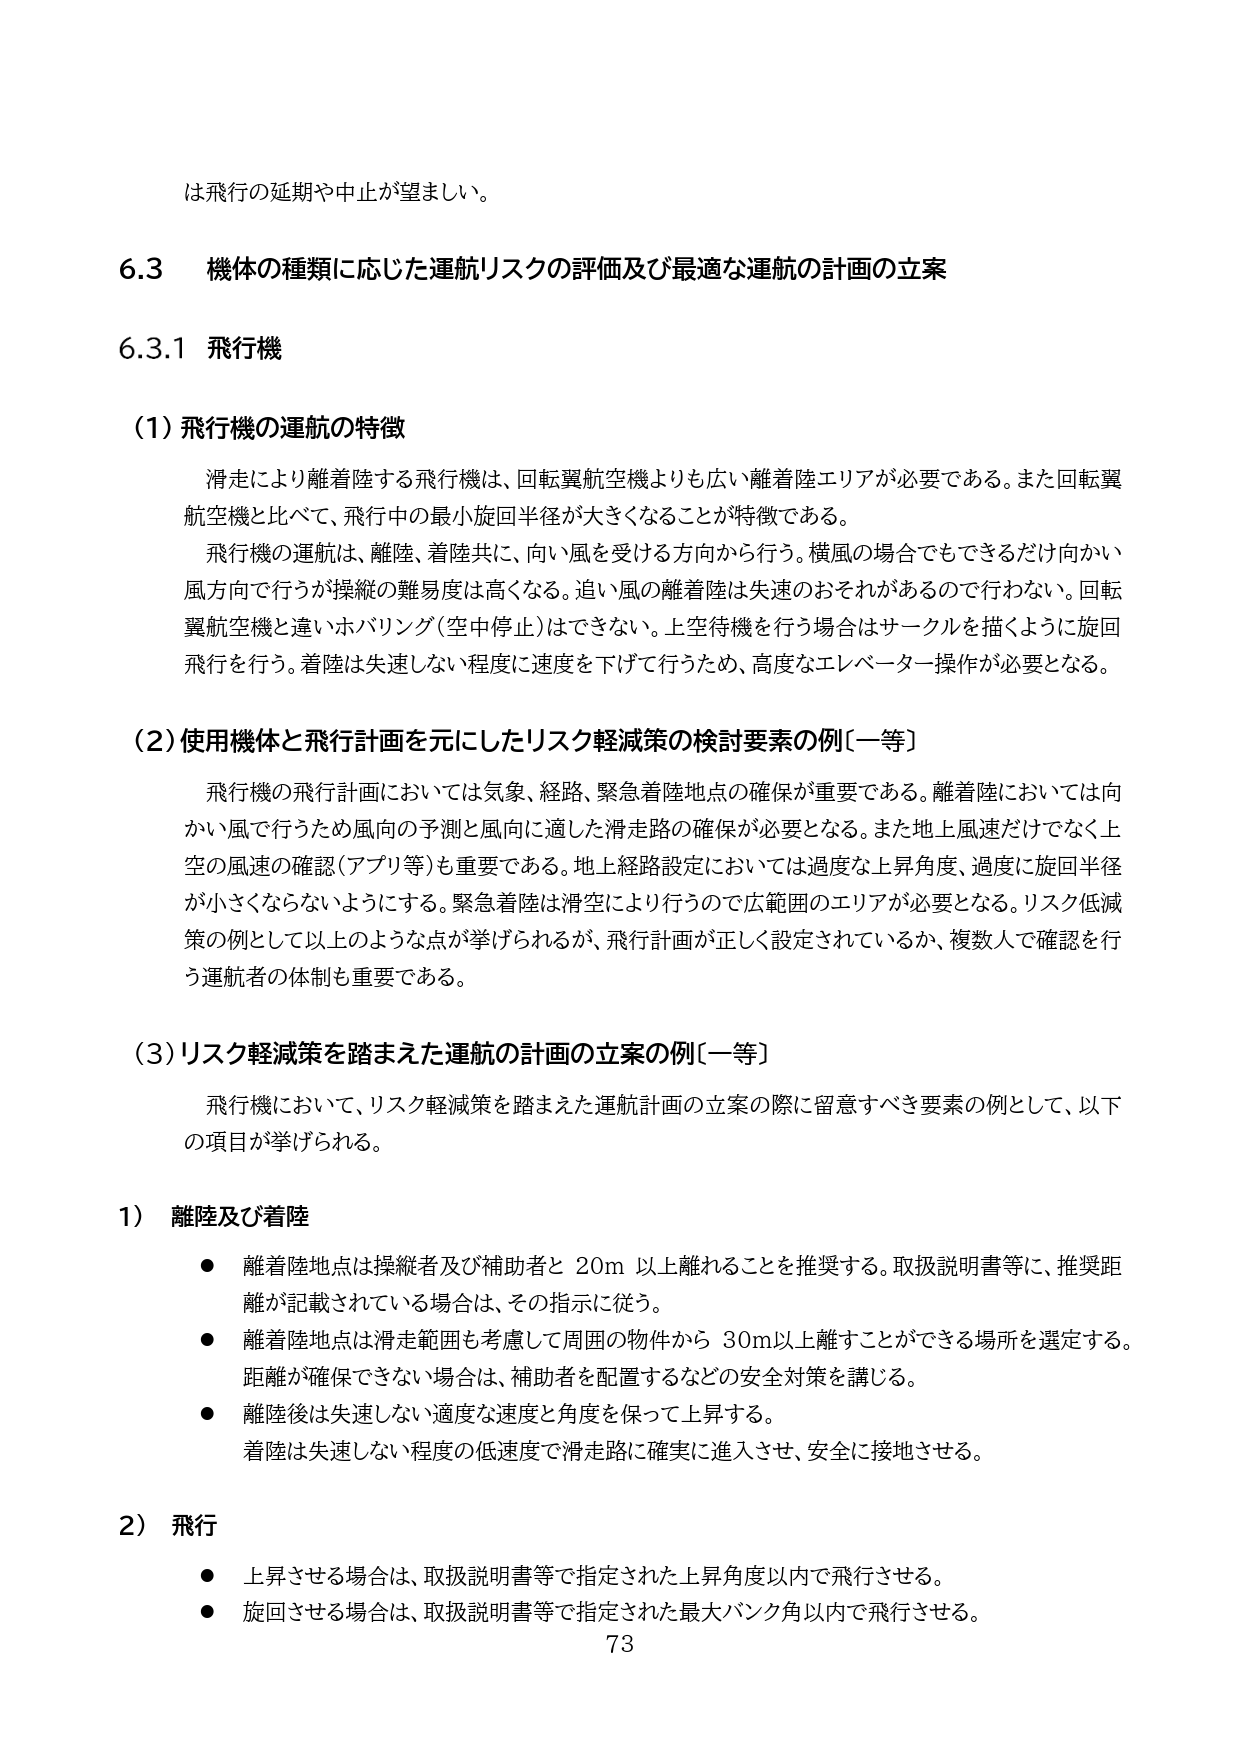 は飛行の延期や中止が望ましい。
6.3 機体の種類に応じた運航リスクの評価及び最適な運航の計画の立案
6.3.1 飛行機
（1）飛行機の運航の特徴
滑走により離着陸する飛行機は、回転翼航空機よりも広い離着陸エリアが必要である。また回転翼
航空機と比べて、飛行中の最小旋回半径が大きくなることが特徴である。
飛行機の運航は、離陸、着陸共に、向い風を受ける方向から行う。横風の場合でもできるだけ向かい
風方向で行うが操縦の難易度は高くなる。追い風の離着陸は失速のおそれがあるので行わない。回転
翼航空機と違いホバリング（空中停止）はできない。上空待機を行う場合はサークルを描くように旋回
飛行を行う。着陸は失速しない程度に速度を下げて行うため、高度なエレベーター操作が必要となる。
（2）使用機体と飛行計画を元にしたリスク軽減策の検討要素の例〔一等〕
飛行機の飛行計画においては気象、経路、緊急着陸地点の確保が重要である。離着陸においては向
かい風で行うため風向の予測と風向に適した滑走路の確保が必要となる。また地上風速だけでなく上
空の風速の確認（アプリ等）も重要である。地上経路設定においては過度な上昇角度、過度に旋回半径
が小さくならないようにする。緊急着陸は滑空により行うので広範囲のエリアが必要となる。リスク低減
策の例として以上のような点が挙げられるが、飛行計画が正しく設定されているか、複数人で確認を行
う運航者の体制も重要である。
（3）リスク軽減策を踏まえた運航の計画の立案の例〔一等〕
飛行機において、リスク軽減策を踏まえた運航計画の立案の際に留意すべき要素の例として、以下
の項目が挙げられる。
1） 離陸及び着陸
● 離着陸地点は操縦者及び補助者と 20m 以上離れることを推奨する。取扱説明書等に、推奨距
離が記載されている場合は、その指示に従う。
● 離着陸地点は滑走範囲も考慮して周囲の物件から 30m以上離すことができる場所を選定する。
距離が確保できない場合は、補助者を配置するなどの安全対策を講じる。
● 離陸後は失速しない適度な速度と角度を保って上昇する。
着陸は失速しない程度の低速度で滑走路に確実に進入させ、安全に接地させる。
2） 飛行
● 上昇させる場合は、取扱説明書等で指定された上昇角度以内で飛行させる。
● 旋回させる場合は、取扱説明書等で指定された最大バンク角以内で飛行させる。
73